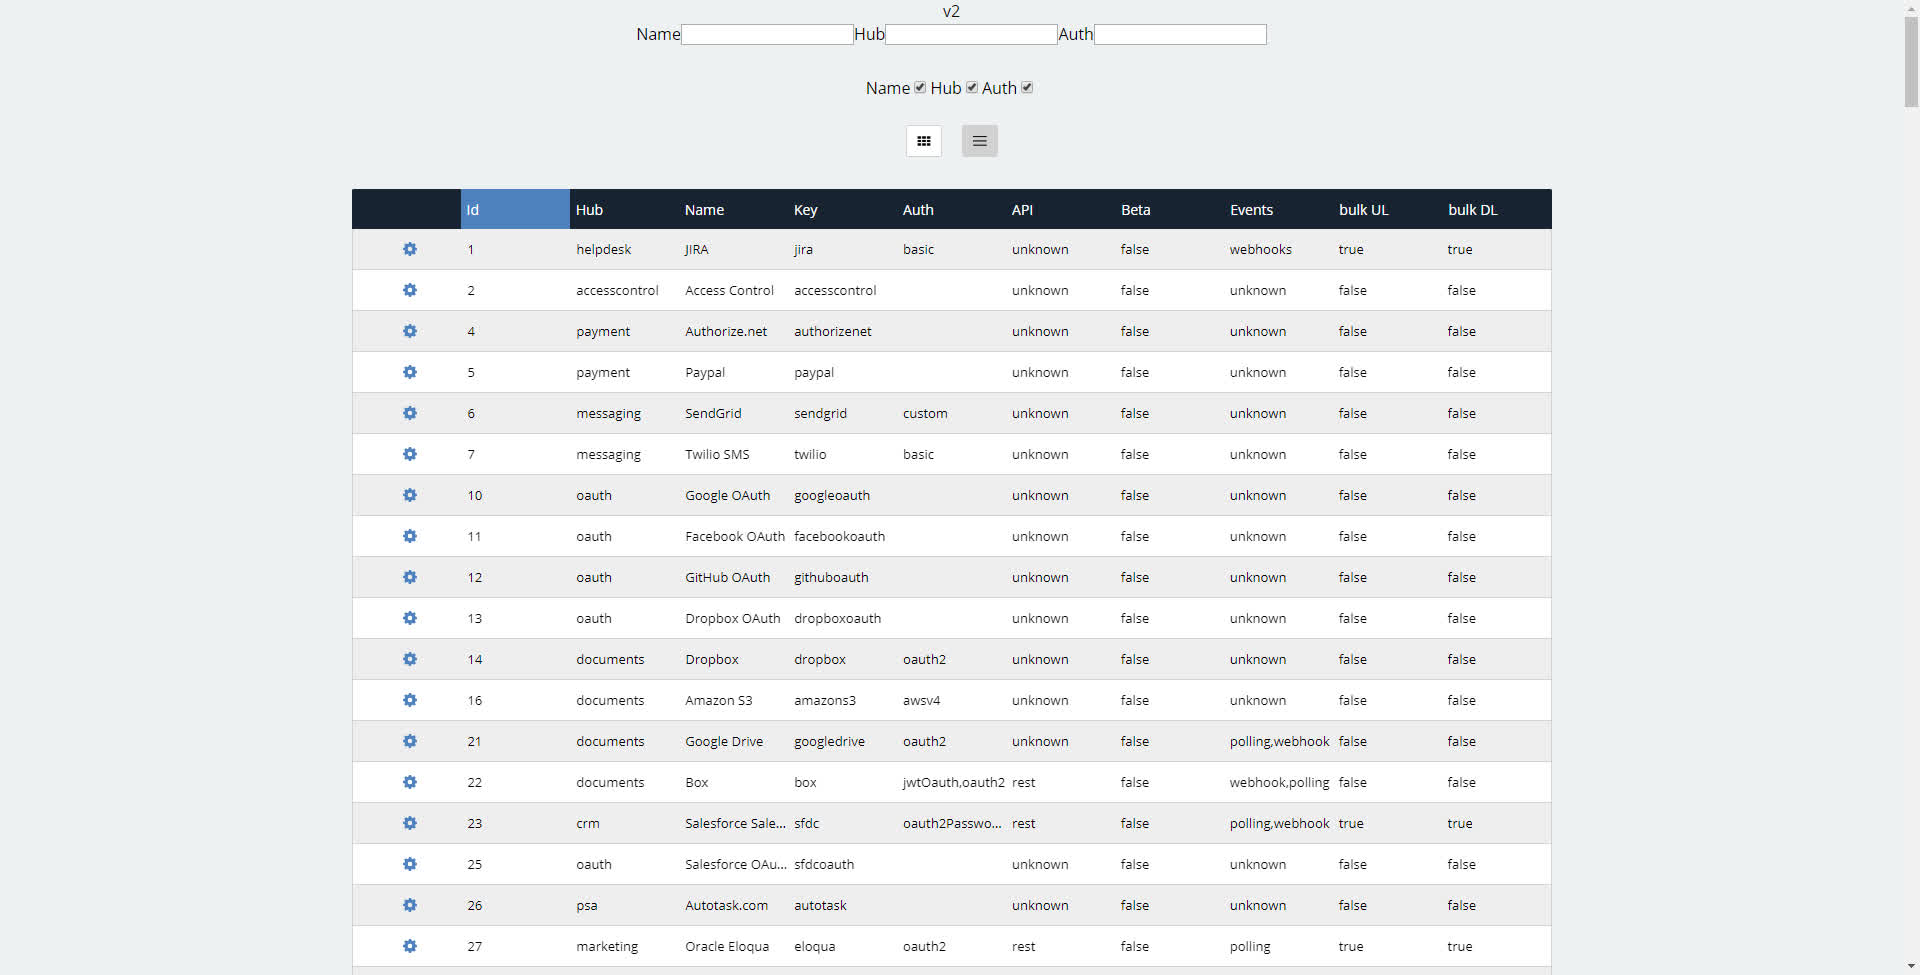 v2
Name Hub Auth
Name Hub Auth
Id Hub Name Key Auth API Beta Events bulk UL bulk DL
1 helpdesk JIRA jira basic unknown false webhooks true true
2 accesscontrol Access Control accesscontrol unknown false unknown false false
4 payment Authorize.net authorizenet unknown false unknown false false
5 payment Paypal paypal unknown false unknown false false
6 messaging SendGrid sendgrid custom unknown false unknown false false
7 messaging Twilio SMS twilio basic unknown false unknown false false
10 oauth Google OAuth googleoauth unknown false unknown false false
11 oauth Facebook OAuth facebookoauth unknown false unknown false false
12 oauth GitHub OAuth githuboauth unknown false unknown false false
13 oauth Dropbox OAuth dropboxoauth unknown false unknown false false
14 documents Dropbox dropbox oauth2 unknown false unknown false false
16 documents Amazon S3 amazons3 awsv4 unknown false unknown false false
21 documents Google Drive googledrive oauth2 unknown false polling,webhook false false
22 documents Box box jwtOauth,oauth2 rest false webhook,polling false false
23 crm Salesforce Sale... sfdc oauth2Passwo... rest false polling,webhook true true
25 oauth Salesforce OAu... sfdcoauth unknown false unknown false false
26 psa Autotask.com autotask unknown false unknown false false
27 marketing Oracle Eloqua eloqua oauth2 rest false polling true true